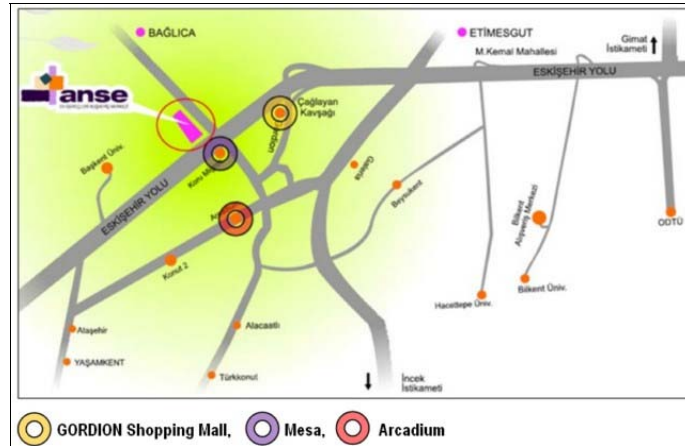 BAĞLICA
ETİMESGUT
Gimat
İstikameti
M.Kemal Mahallesi
ESKİŞEHİR YOLU
anse
Çağlayan
Kavşağı
Başkent Üniv.
ESKİŞEHİR YOLU
Beysukent
Bilkent
Alışveriş Merkezi
ODTÜ
Konut 2
Hacettepe Üniv.
Bilkent Üniv.
Alacaatlı
Ataşehir
YAŞAMKENT
Türkkonut
İncek
İstikameti
GORDION Shopping Mall, Mesa, Arcadium